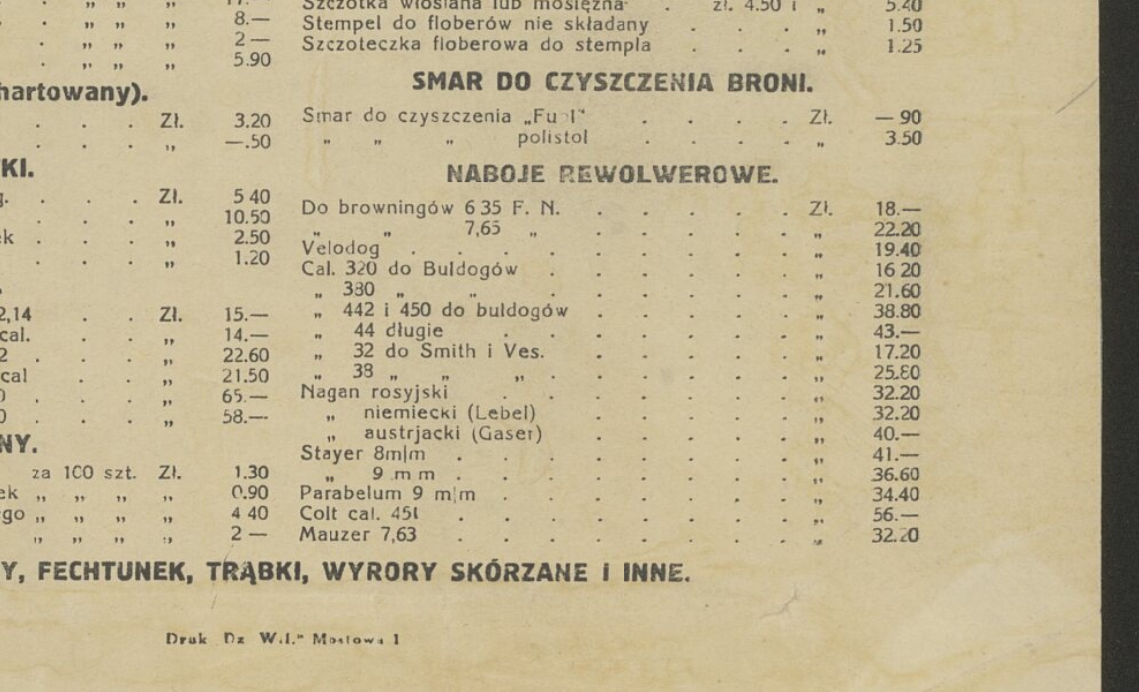 17.—
„ „ „ 8.—
„ „ „ 2 —
„ „ „ 5.90
hartowany).
. . . Zł. 3.20
. . . „ —.50
KI.
g. . . . Zł. 5 40
. . . „ 10.50
ek . . . „ 2.50
. . . „ 1.20
2,14 . . Zł. 15.—
cal. . . „ 14.—
2 . . . „ 22.60
cal . . „ 21.50
0 . . . „ 65.—
0 . . . „ 58.—
NY.
za 100 szt. Zł. 1.30
ek „ „ „ „ 0.90
ego „ „ „ „ 4 40
„ „ „ „ 2 —
Szczotka włosiana lub mosiężna . zł. 4.50 i „ 5.40
Stempel do floberów nie składany . . . „ 1.50
Szczoteczka floberowa do stempla . . . „ 1.25
SMAR DO CZYSZCZENIA BRONI.
Smar do czyszczenia . . . . Zł. — 90
„ „ „ polistol . . . . „ 3.50
NABOJE REWOLWEROWE.
Do browningów 6 35 F. N. . . . . . Zł. 18.—
„ „ 7,65 „ . . . . . „ 22.20
Velodog . . . . . . . . „ 19.40
Cal. 320 do Buldogów . . . . . . „ 16 20
„ 380 „ „ . . . . . „ 21.60
„ 442 i 450 do buldogów . . . . . „ 38.80
„ 44 długie . . . . . . . „ 43.—
„ 32 do Smith i Ves. . . . . . „ 17.20
„ 38 „ „ „ . . . . . . „ 25.80
Nagan rosyjski . . . . . . . „ 32.20
„ niemiecki (Lebel) . . . . . „ 32.20
„ austrjacki (Gaser) . . . . . „ 40.—
Stayer 8m|m . . . . . . . . „ 41.—
„ 9 m m . . . . . . . . „ 36.60
Parabelum 9 m|m . . . . . . . „ 34.40
Colt cal. 45 . . . . . . . . „ 56.—
Mauzer 7,63 . . . . . . . . „ 32.20
Y, FECHTUNEK, TRĄBKI, WYRORY SKÓRZANE i INNE.
Druk „Dz W.I." Mostowa 1